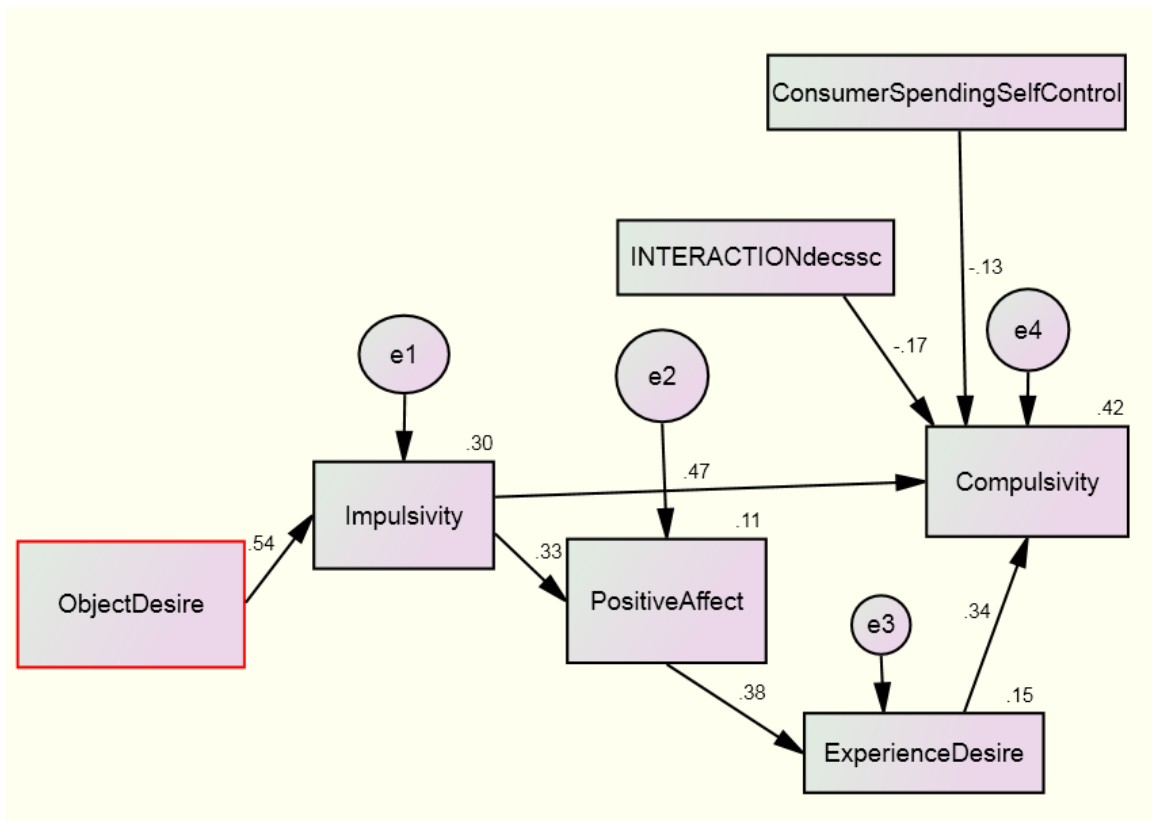 ConsumerSpendingSelfControl
INTERACTIONdecssc
-.13
e4
e1
e2
-.17
.42
.30
.47
Compulsivity
Impulsivity
.11
.54
.33
ObjectDesire
PositiveAffect
e3
.34
.38
.15
ExperienceDesire